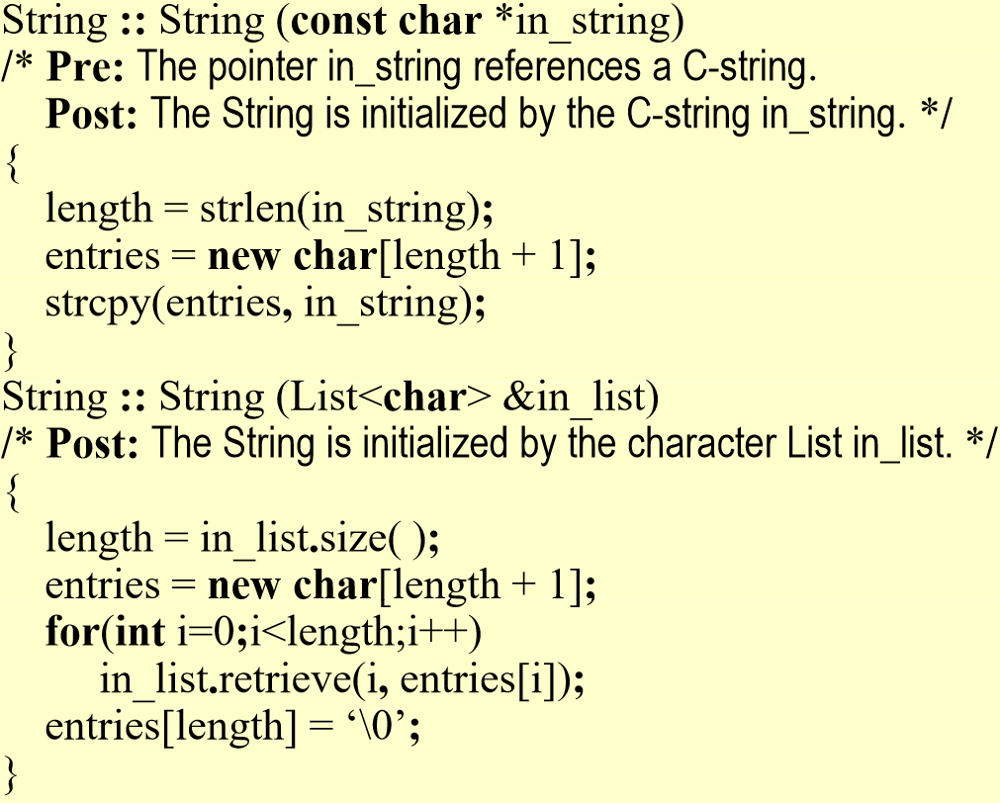 String :: String (const char *in_string)
/* Pre: The pointer in_string references a C-string.
Post: The String is initialized by the C-string in_string. */
{
length = strlen(in_string);
entries = new char[length + 1];
strcpy(entries, in_string);
}
String :: String (List<char> &in_list)
/* Post: The String is initialized by the character List in_list. */
{
length = in_list.size( );
entries = new char[length + 1];
for(int i=0;i<length;i++)
in_list.retrieve(i, entries[i]);
entries[length] = ‘\0’;
}